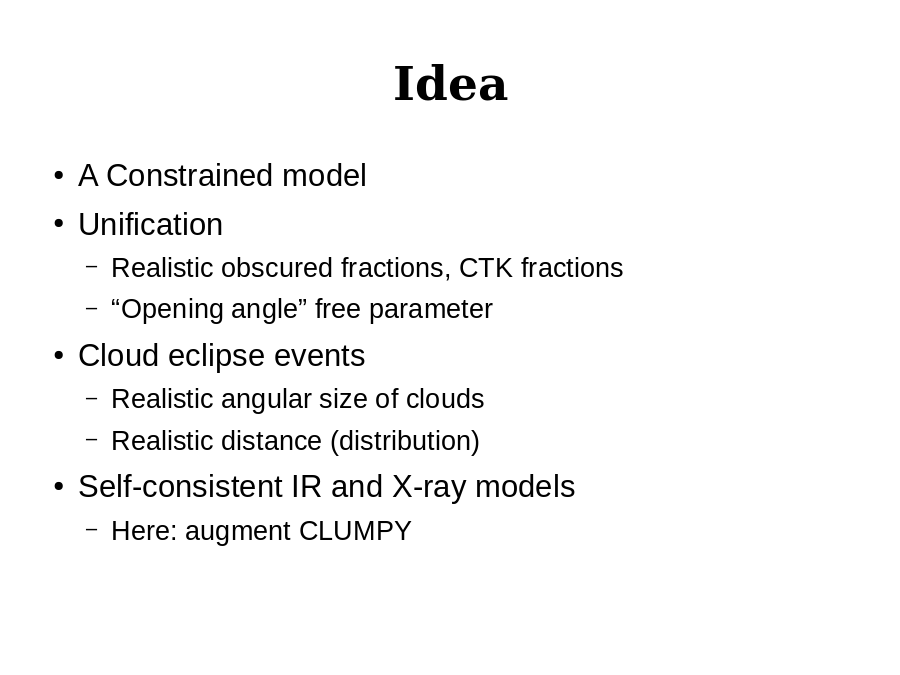 Idea
• A Constrained model
• Unification
– Realistic obscured fractions, CTK fractions
– “Opening angle” free parameter
• Cloud eclipse events
– Realistic angular size of clouds
– Realistic distance (distribution)
• Self-consistent IR and X-ray models
– Here: augment CLUMPY